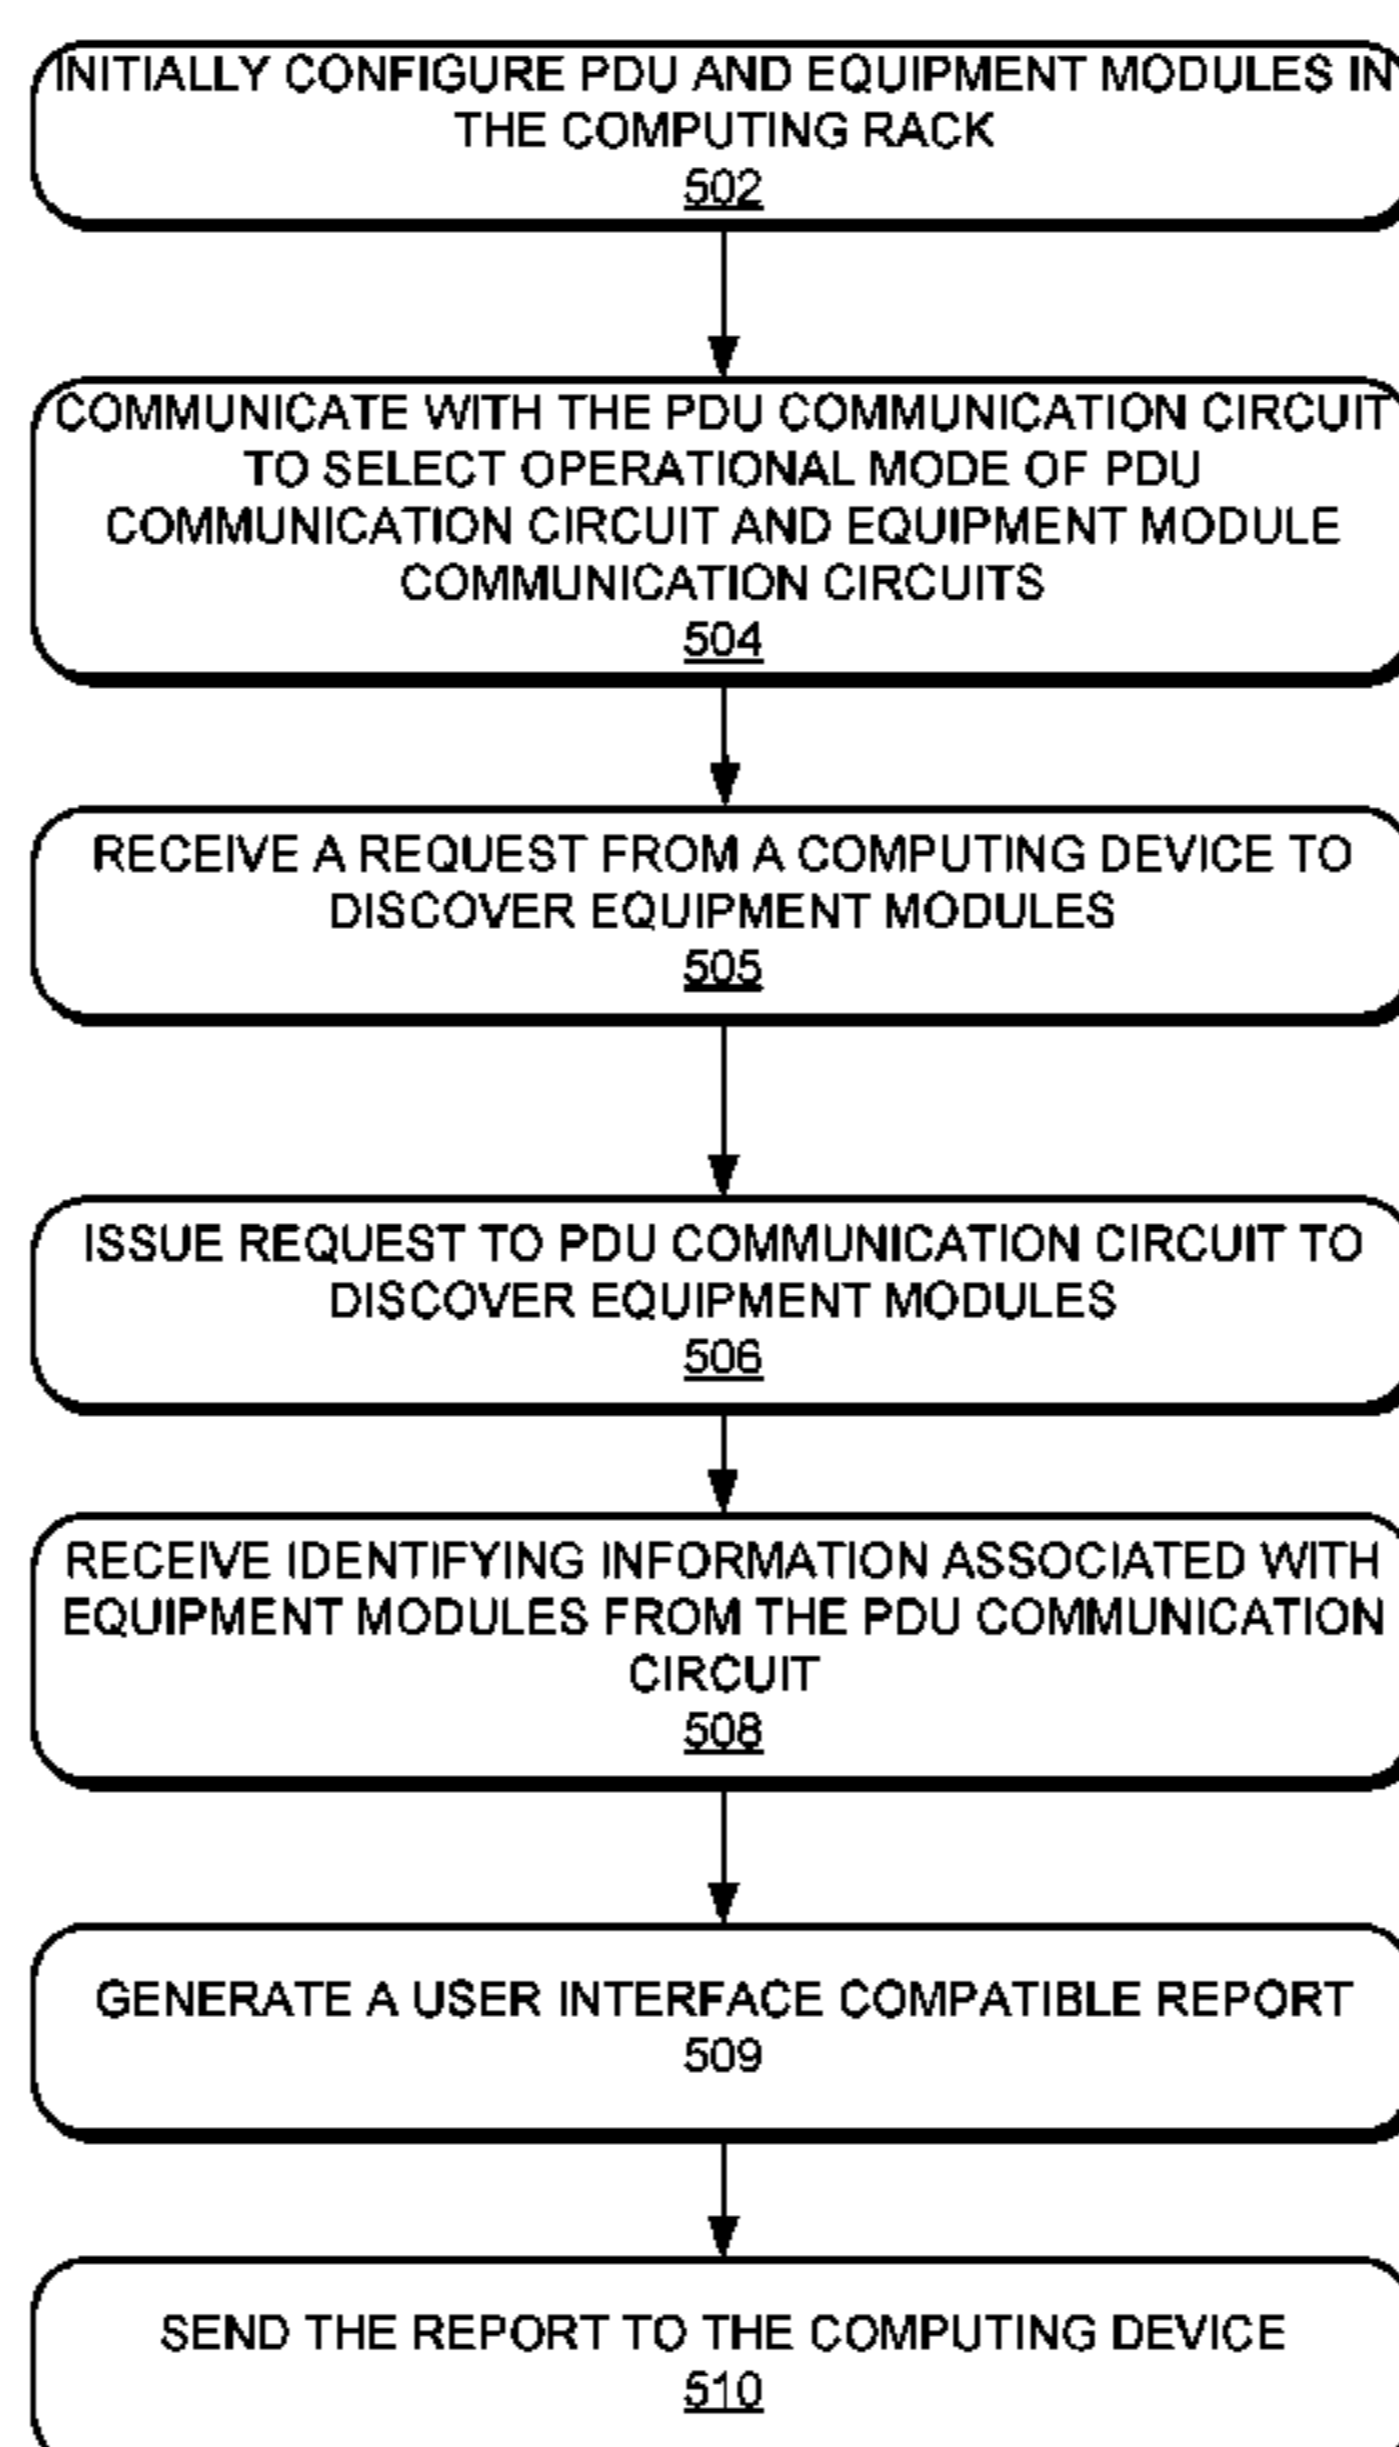 INITIALLY CONFIGURE PDU AND EQUIPMENT MODULES IN
THE COMPUTING RACK
502
COMMUNICATE WITH THE PDU COMMUNICATION CIRCUIT
TO SELECT OPERATIONAL MODE OF PDU
COMMUNICATION CIRCUIT AND EQUIPMENT MODULE
COMMUNICATION CIRCUITS
504
RECEIVE A REQUEST FROM A COMPUTING DEVICE TO
DISCOVER EQUIPMENT MODULES
505
ISSUE REQUEST TO PDU COMMUNICATION CIRCUIT TO
DISCOVER EQUIPMENT MODULES
506
RECEIVE IDENTIFYING INFORMATION ASSOCIATED WITH
EQUIPMENT MODULES FROM THE PDU COMMUNICATION
CIRCUIT
508
GENERATE A USER INTERFACE COMPATIBLE REPORT
509
SEND THE REPORT TO THE COMPUTING DEVICE
510